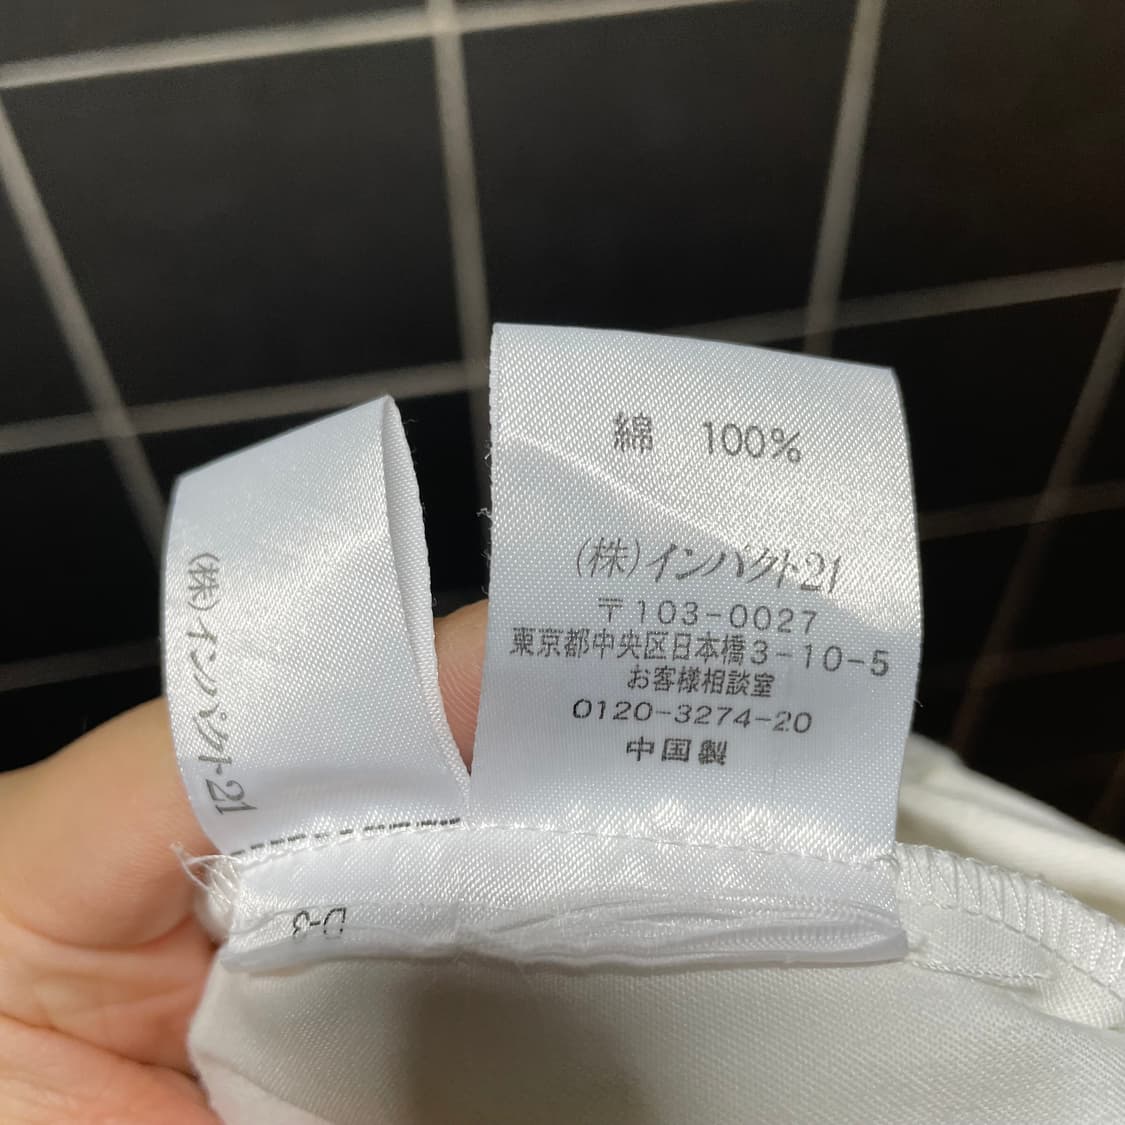 綿 100%
(株)インパクト21
〒103-0027
東京都中央区日本橋3-10-5
お客様相談室
0120-3274-20
中国製
(株)インパクト21
D-3